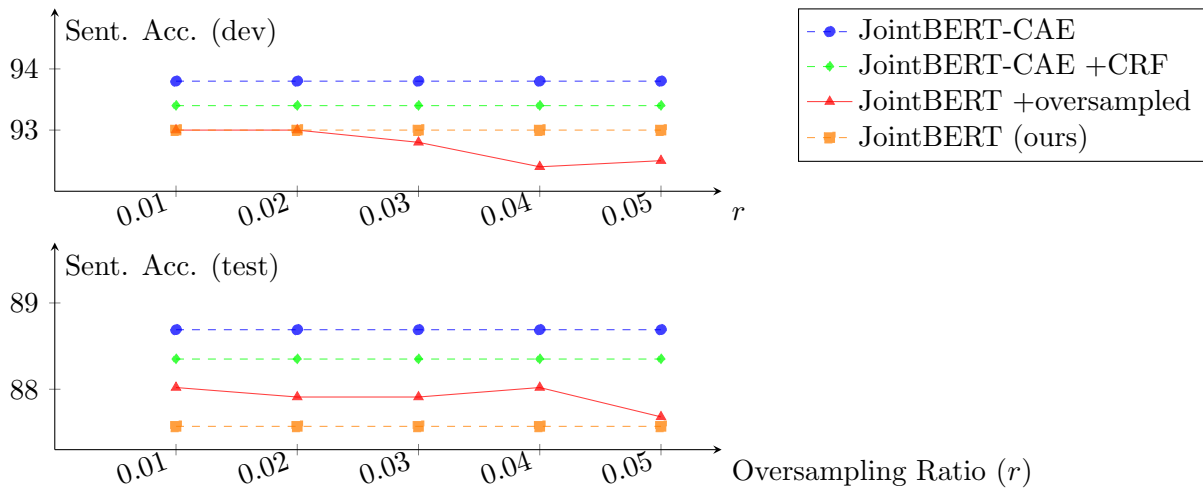 Sent. Acc. (dev)
94
93
0.01 0.02 0.03 0.04 0.05
r
JointBERT-CAE
JointBERT-CAE +CRF
JointBERT +oversampled
JointBERT (ours)
Sent. Acc. (test)
89
88
0.01 0.02 0.03 0.04 0.05
Oversampling Ratio (r)